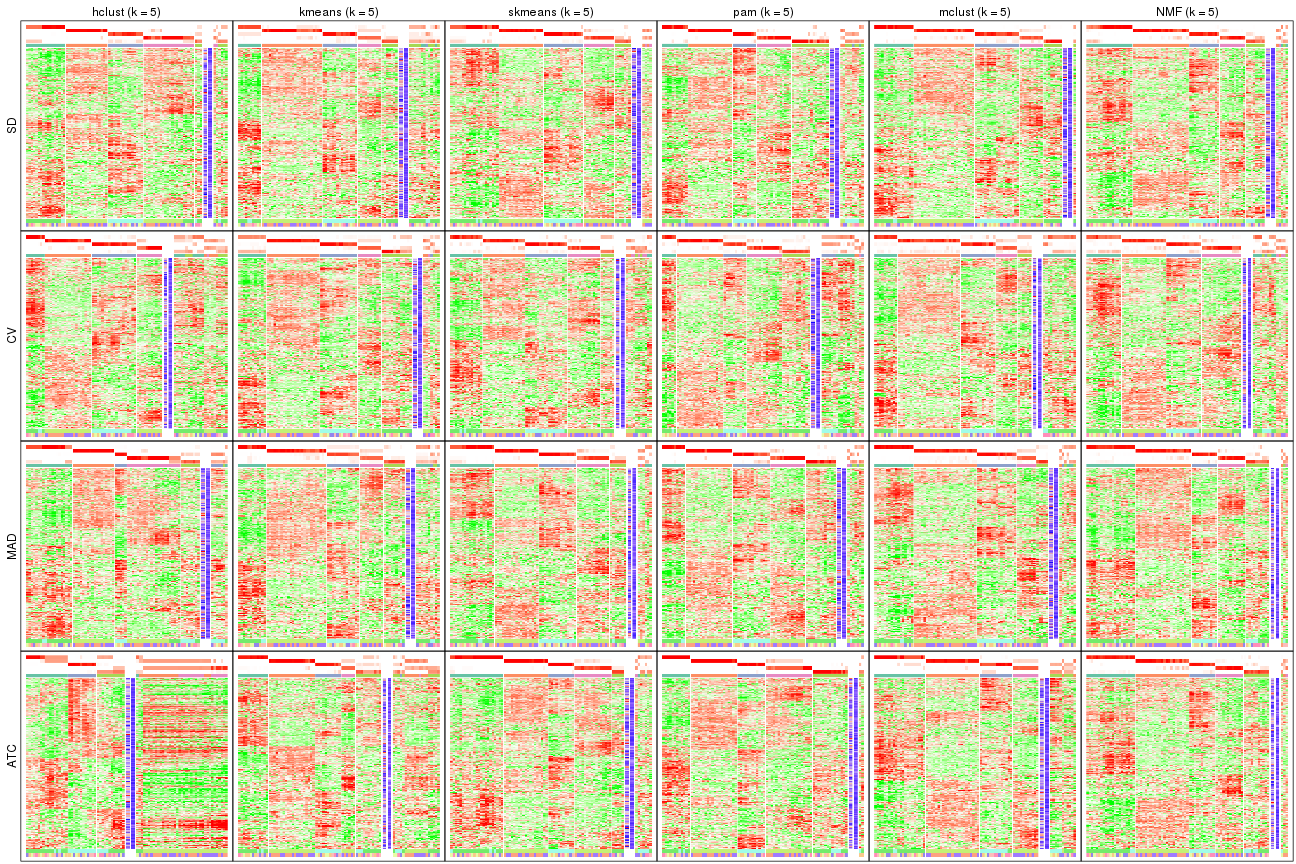 hclust (k = 5) kmeans (k = 5) skmeans (k = 5) pam (k = 5) mclust (k = 5) NMF (k = 5)
SD
CV
MAD
ATC